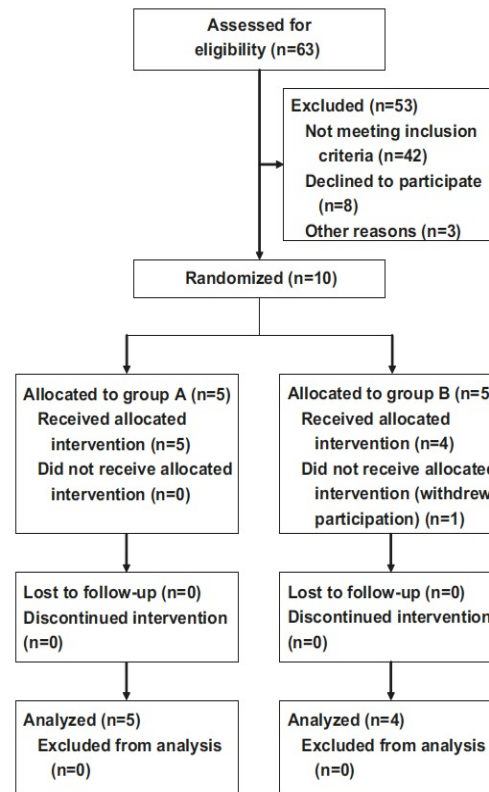 Assessed for
eligibility (n=63)
Excluded (n=53)
Not meeting inclusion
criteria (n=42)
Declined to participate
(n=8)
Other reasons (n=3)
Randomized (n=10)
Allocated to group A (n=5)
Received allocated
intervention (n=5)
Did not receive allocated
intervention (n=0)
Allocated to group B (n=5
Received allocated
intervention (n=4)
Did not receive allocated
intervention (withdrew
participation) (n=1)
Lost to follow-up (n=0)
Discontinued intervention
(n=0)
Lost to follow-up (n=0)
Discontinued intervention
(n=0)
Analyzed (n=5)
Excluded from analysis
(n=0)
Analyzed (n=4)
Excluded from analysis
(n=0)